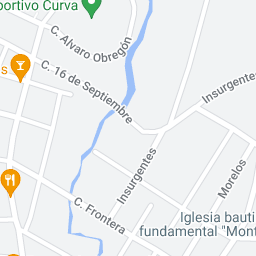 portivo Curva
C. Alvaro Obregón
s
C. 16 de Septiembre
Insurgentes
Insurgentes
Morelos
C. Frontera
Iglesia bauti
fundamental "Mont